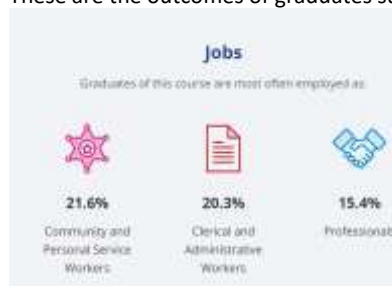 These are the outcomes of graduates
Jobs
Graduates of this course are most often employed as:
21.6%
20.3%
15.4%
Community and
Personal Service
Workers
Clerical and
Administrative
Workers
Professionals